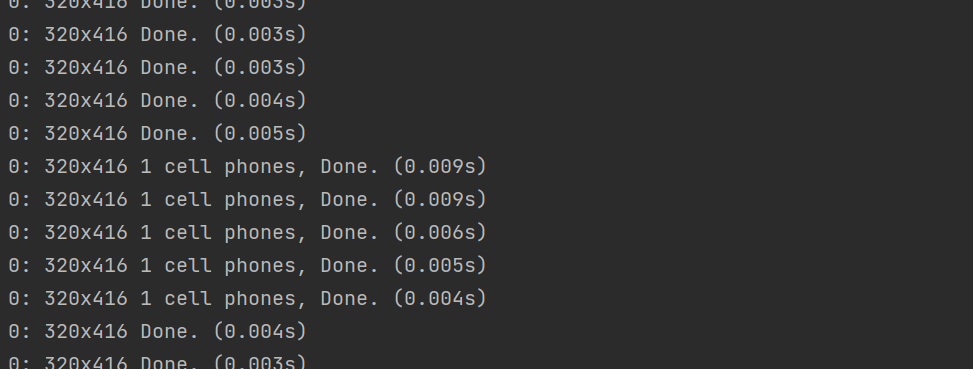 0: 320x416 Done. (0.003s)
0: 320x416 Done. (0.003s)
0: 320x416 Done. (0.003s)
0: 320x416 Done. (0.004s)
0: 320x416 Done. (0.005s)
0: 320x416 1 cell phones, Done. (0.009s)
0: 320x416 1 cell phones, Done. (0.009s)
0: 320x416 1 cell phones, Done. (0.006s)
0: 320x416 1 cell phones, Done. (0.005s)
0: 320x416 1 cell phones, Done. (0.004s)
0: 320x416 Done. (0.004s)
0: 320x416 Done. (0.003s)